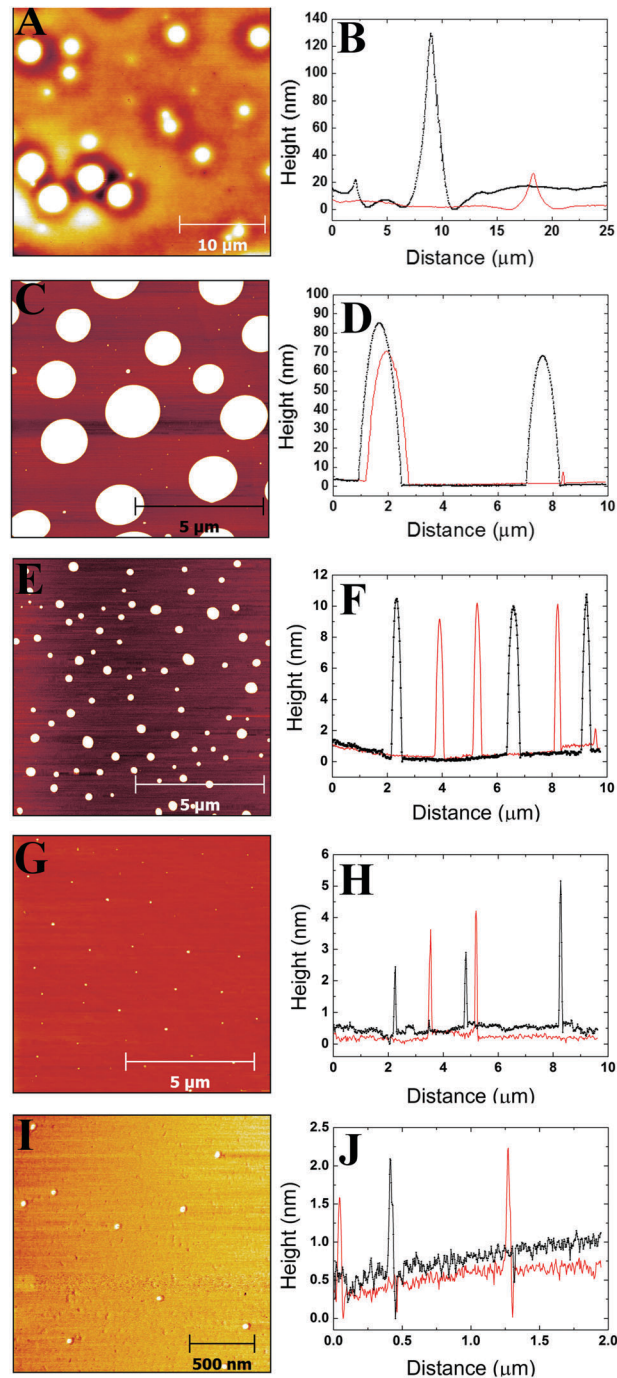 A
10 μm
B
Height (nm)
140
120
100
80
60
40
20
0
0 5 10 15 20 25
Distance (μm)
C
5 μm
D
Height (nm)
100
90
80
70
60
50
40
30
20
10
0
0 2 4 6 8 10
Distance (μm)
E
5 μm
F
Height (nm)
12
10
8
6
4
2
0
0 2 4 6 8 10
Distance (μm)
G
5 μm
H
Height (nm)
6
5
4
3
2
1
0
0 2 4 6 8 10
Distance (μm)
I
500 nm
J
Height (nm)
2.5
2.0
1.5
1.0
0.5
0.0
0.0 0.5 1.0 1.5 2.0
Distance (μm)